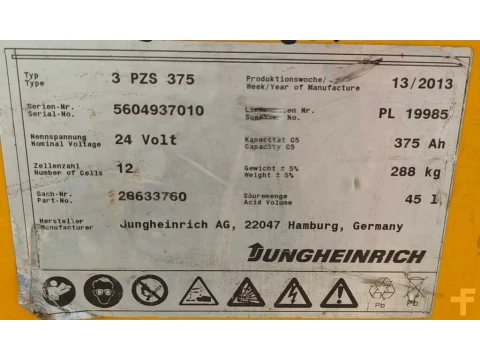 Typ
Type
3 PZS 375
Produktionswoche/
Week/Year of Manufacture
13/2013
Serien-Nr.
Serial-No.
5604937010
PL 19985
Nennspannung
Nominal Voltage
24 Volt
Kapazität C5
Capacity C5
375 Ah
Zellenzahl
Number of Cells
12
Gewicht ± 5%
Weight ± 5%
288 kg
Sach-Nr.
Part-No.
28633760
Säuremenge
Acid Volume
45 l
Hersteller
Manufacturer
Jungheinrich AG, 22047 Hamburg, Germany
JUNGHEINRICH
Pb
Pb